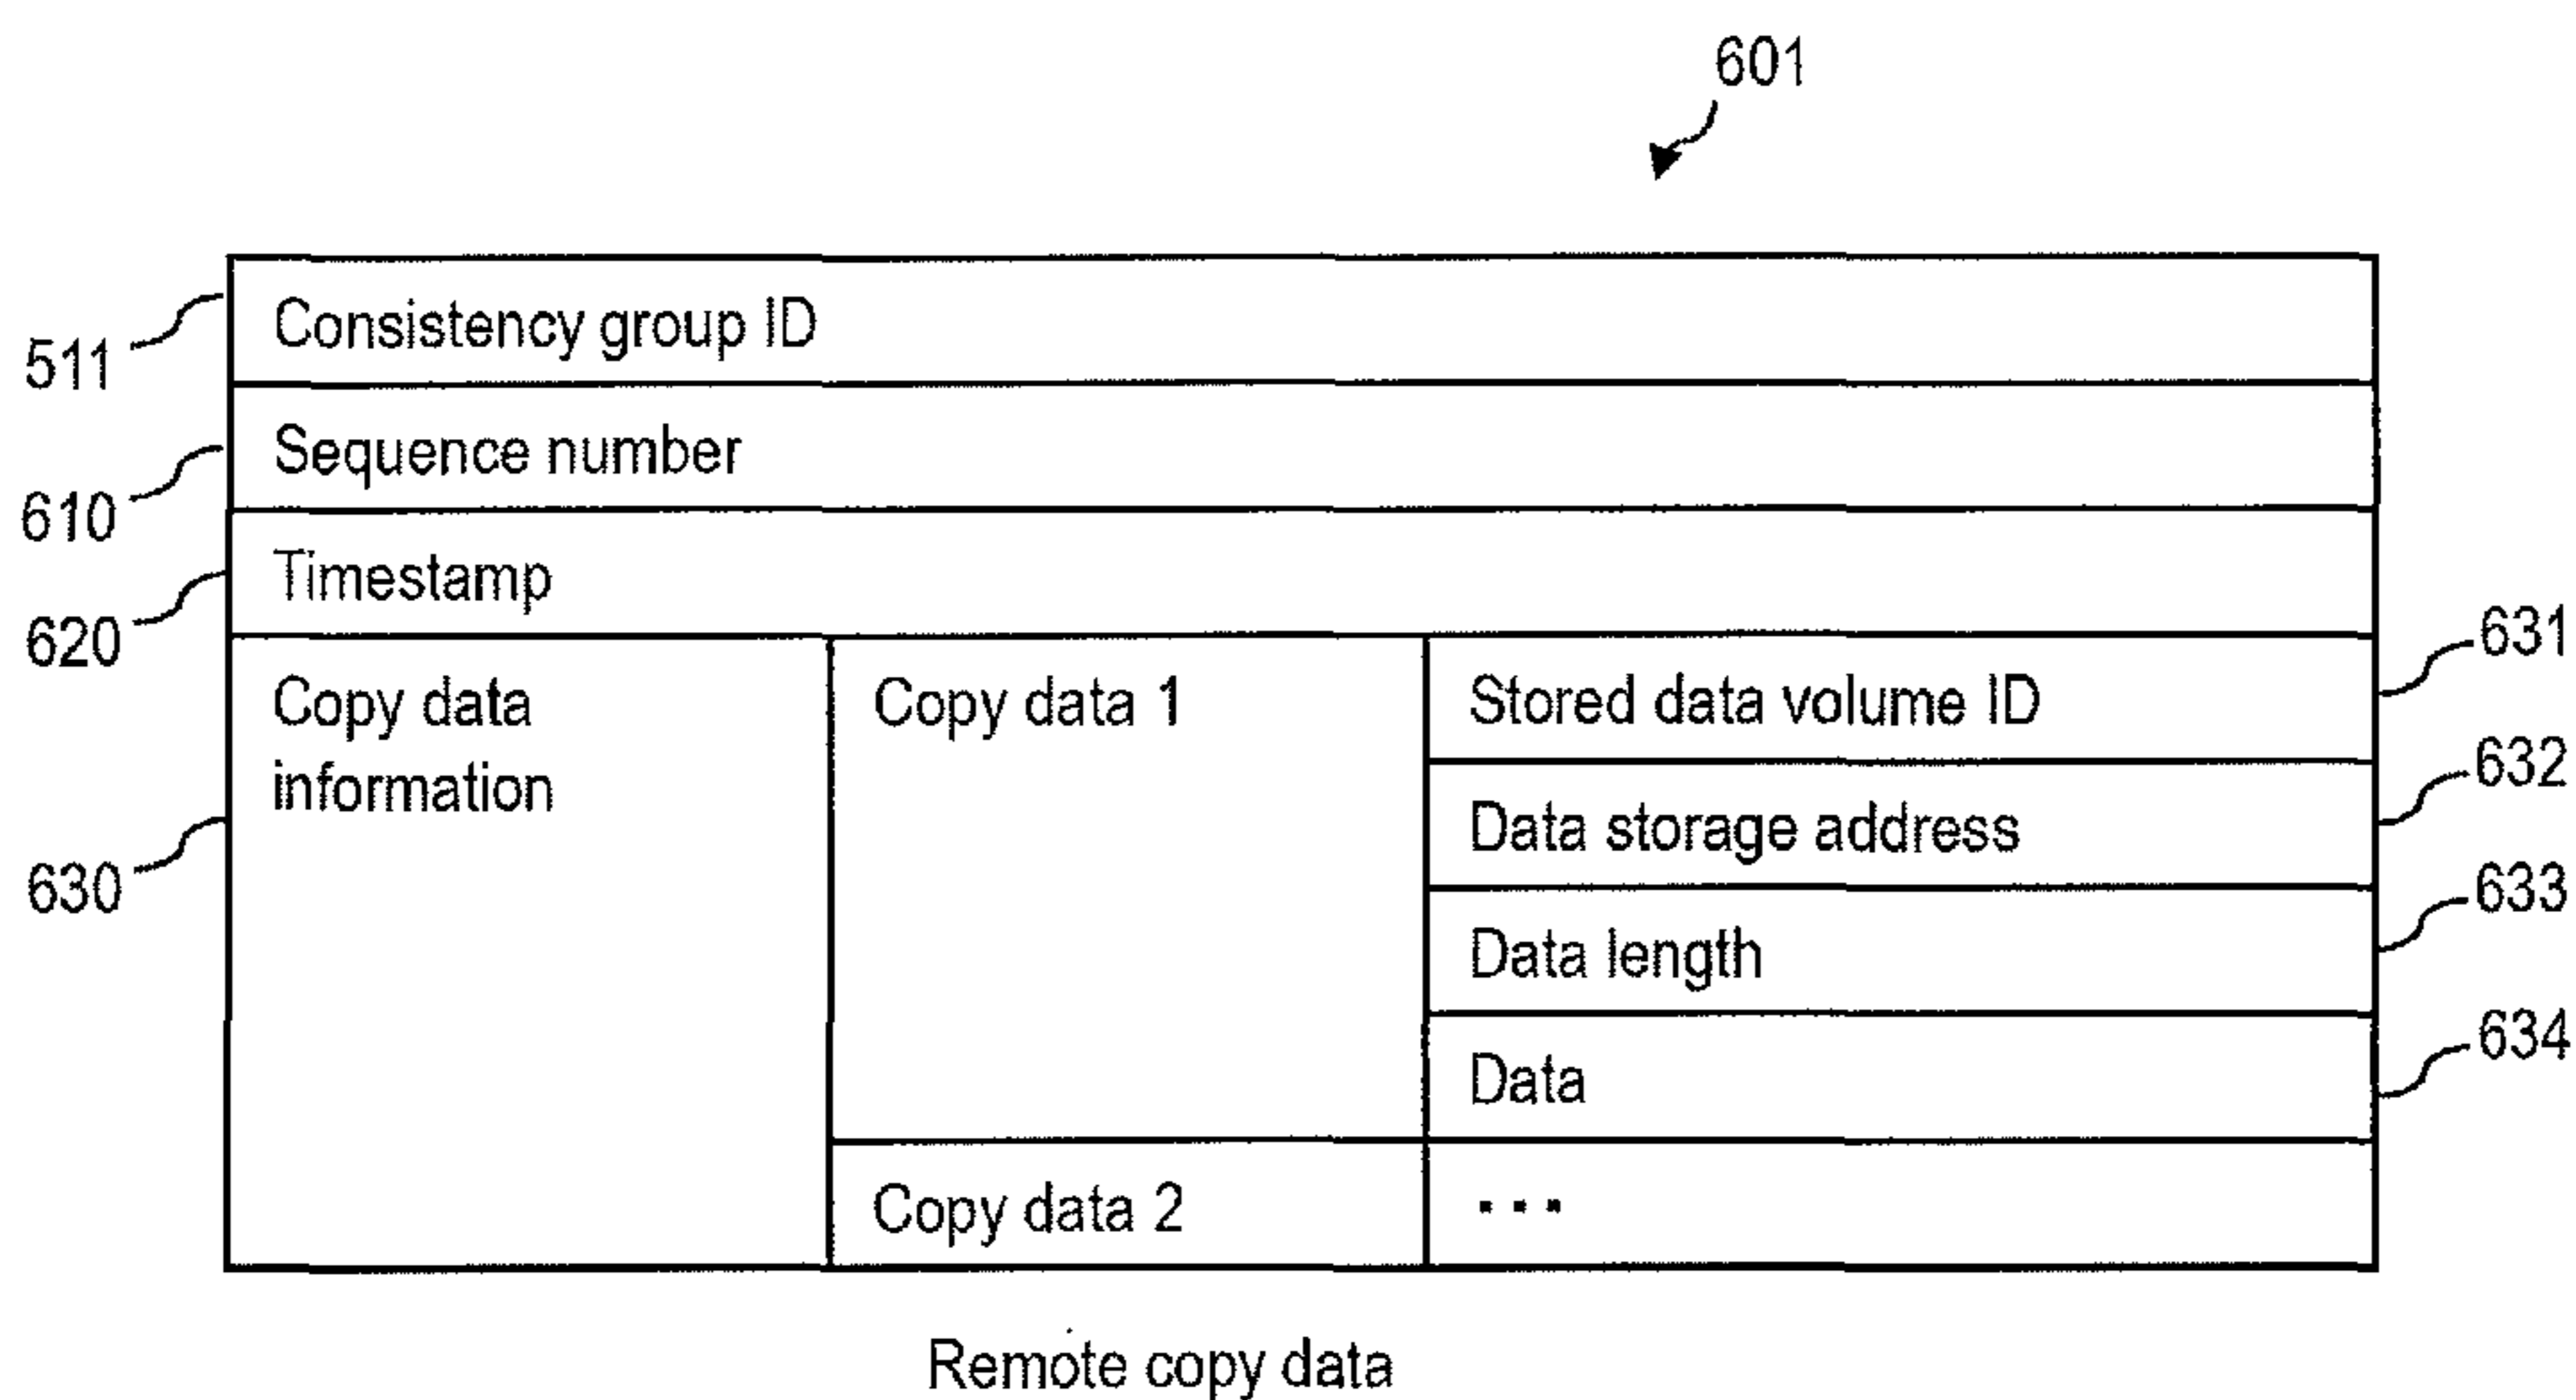 601
511
Consistency group ID
610
Sequence number
620
Timestamp
630
Copy data
information
Copy data 1
Stored data volume ID
631
Data storage address
632
Data length
633
Data
634
Copy data 2
...
Remote copy data